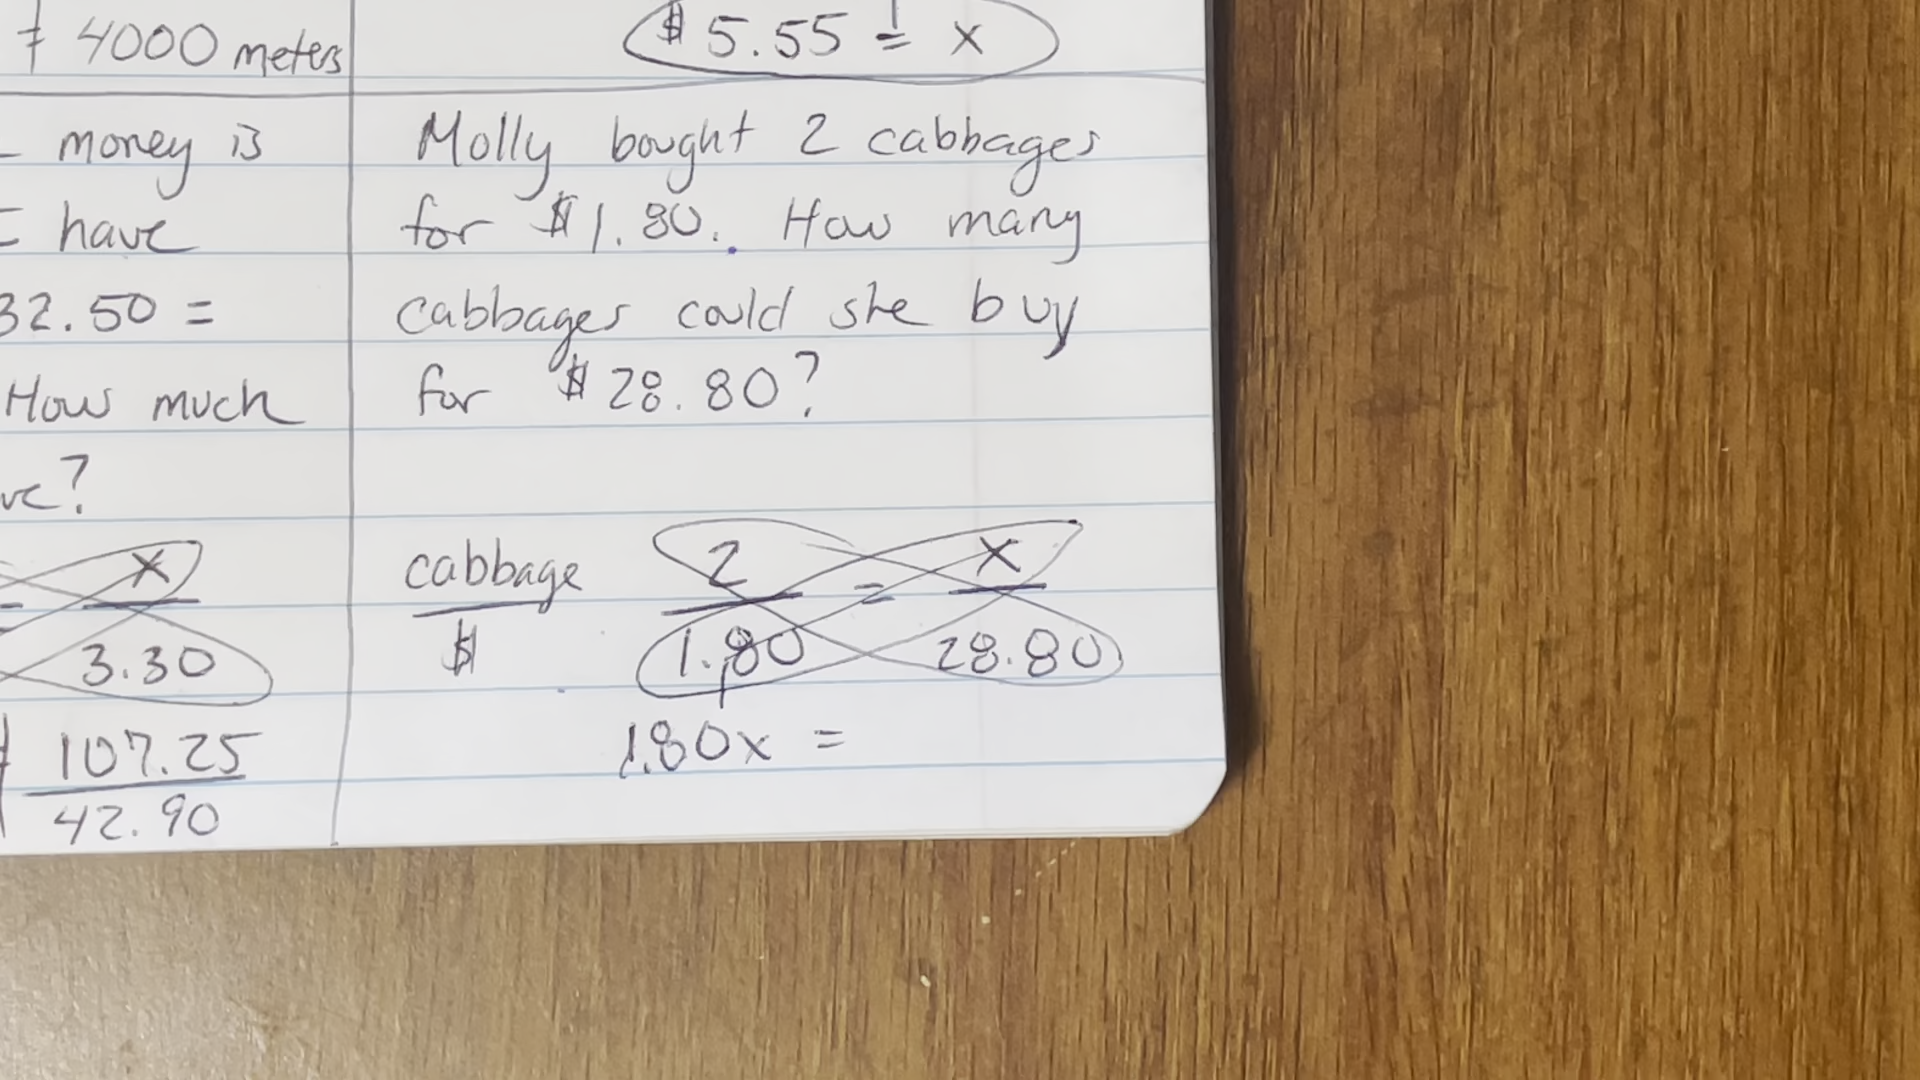 4000 meters
money is
have
32.50 =
How much
?
x
3.30
107.25
42.90
$5.55 = x
Molly bought 2 cabbages
for $1.80. How many
cabbages could she buy
for $28.80?
cabbage 2 = x
$ 1.80 28.80
1.80x =